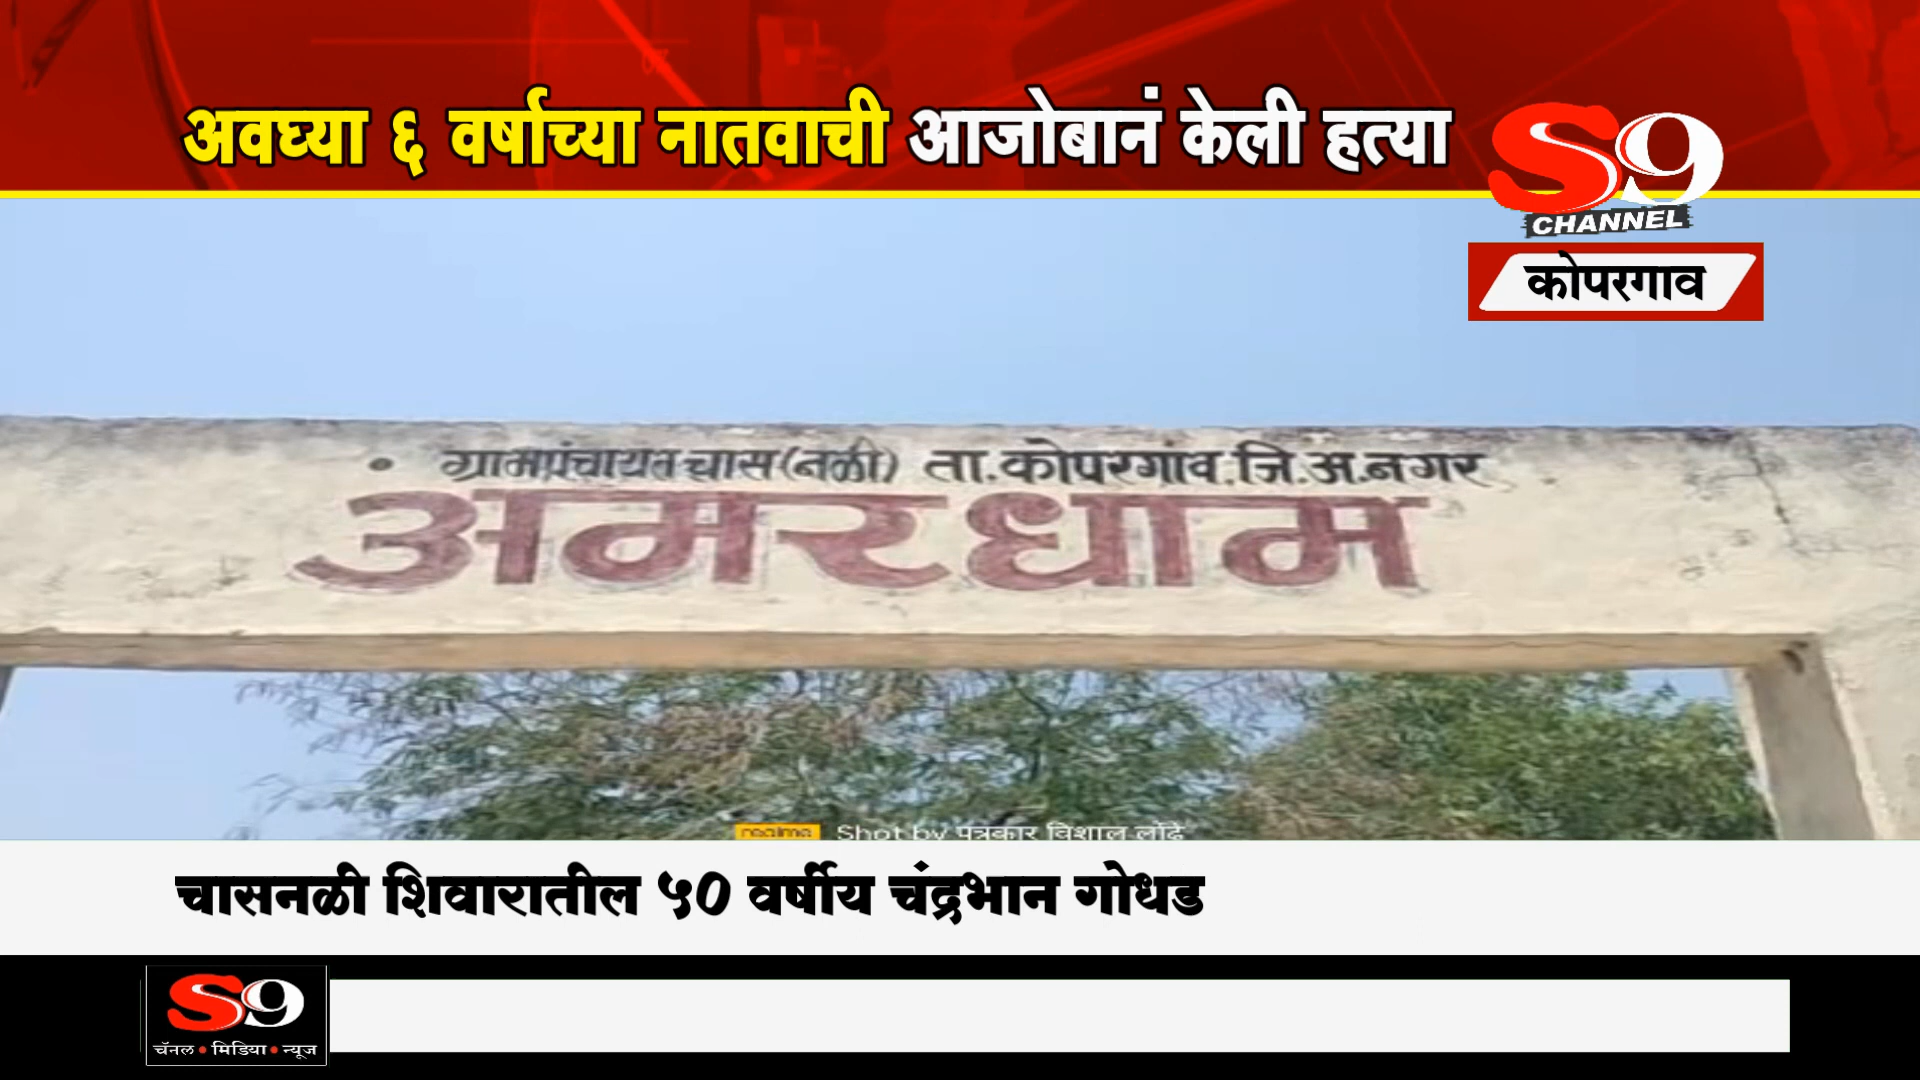 अवघ्या ६ वर्षाच्या नातवाची आजोबानं केली हत्या
S9
CHANNEL
कोपरगाव
• ग्रामपंचायत चास (नळी) ता. कोपरगांव. जि. अ. नगर
अमरधाम
realme Shot by पत्रकार विशाल लोंढे
चासनळी शिवारातील ५० वर्षीय चंद्रभान गोधड
S9
चॅनल • मिडिया • न्यूज